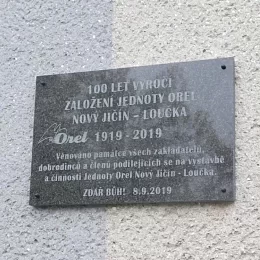 100 LET VÝROČÍ
ZALOŽENÍ JEDNOTY OREL
NOVÝ JIČÍN – LOUČKA
Orel 1919 - 2019
Věnováno památce všech zakladatelů,
dobrodinců a členů podílejících se na výstavbě
a činnosti Jednoty Orel Nový Jičín - Loučka.
ZDAŘ BŮH! 8.9.2019